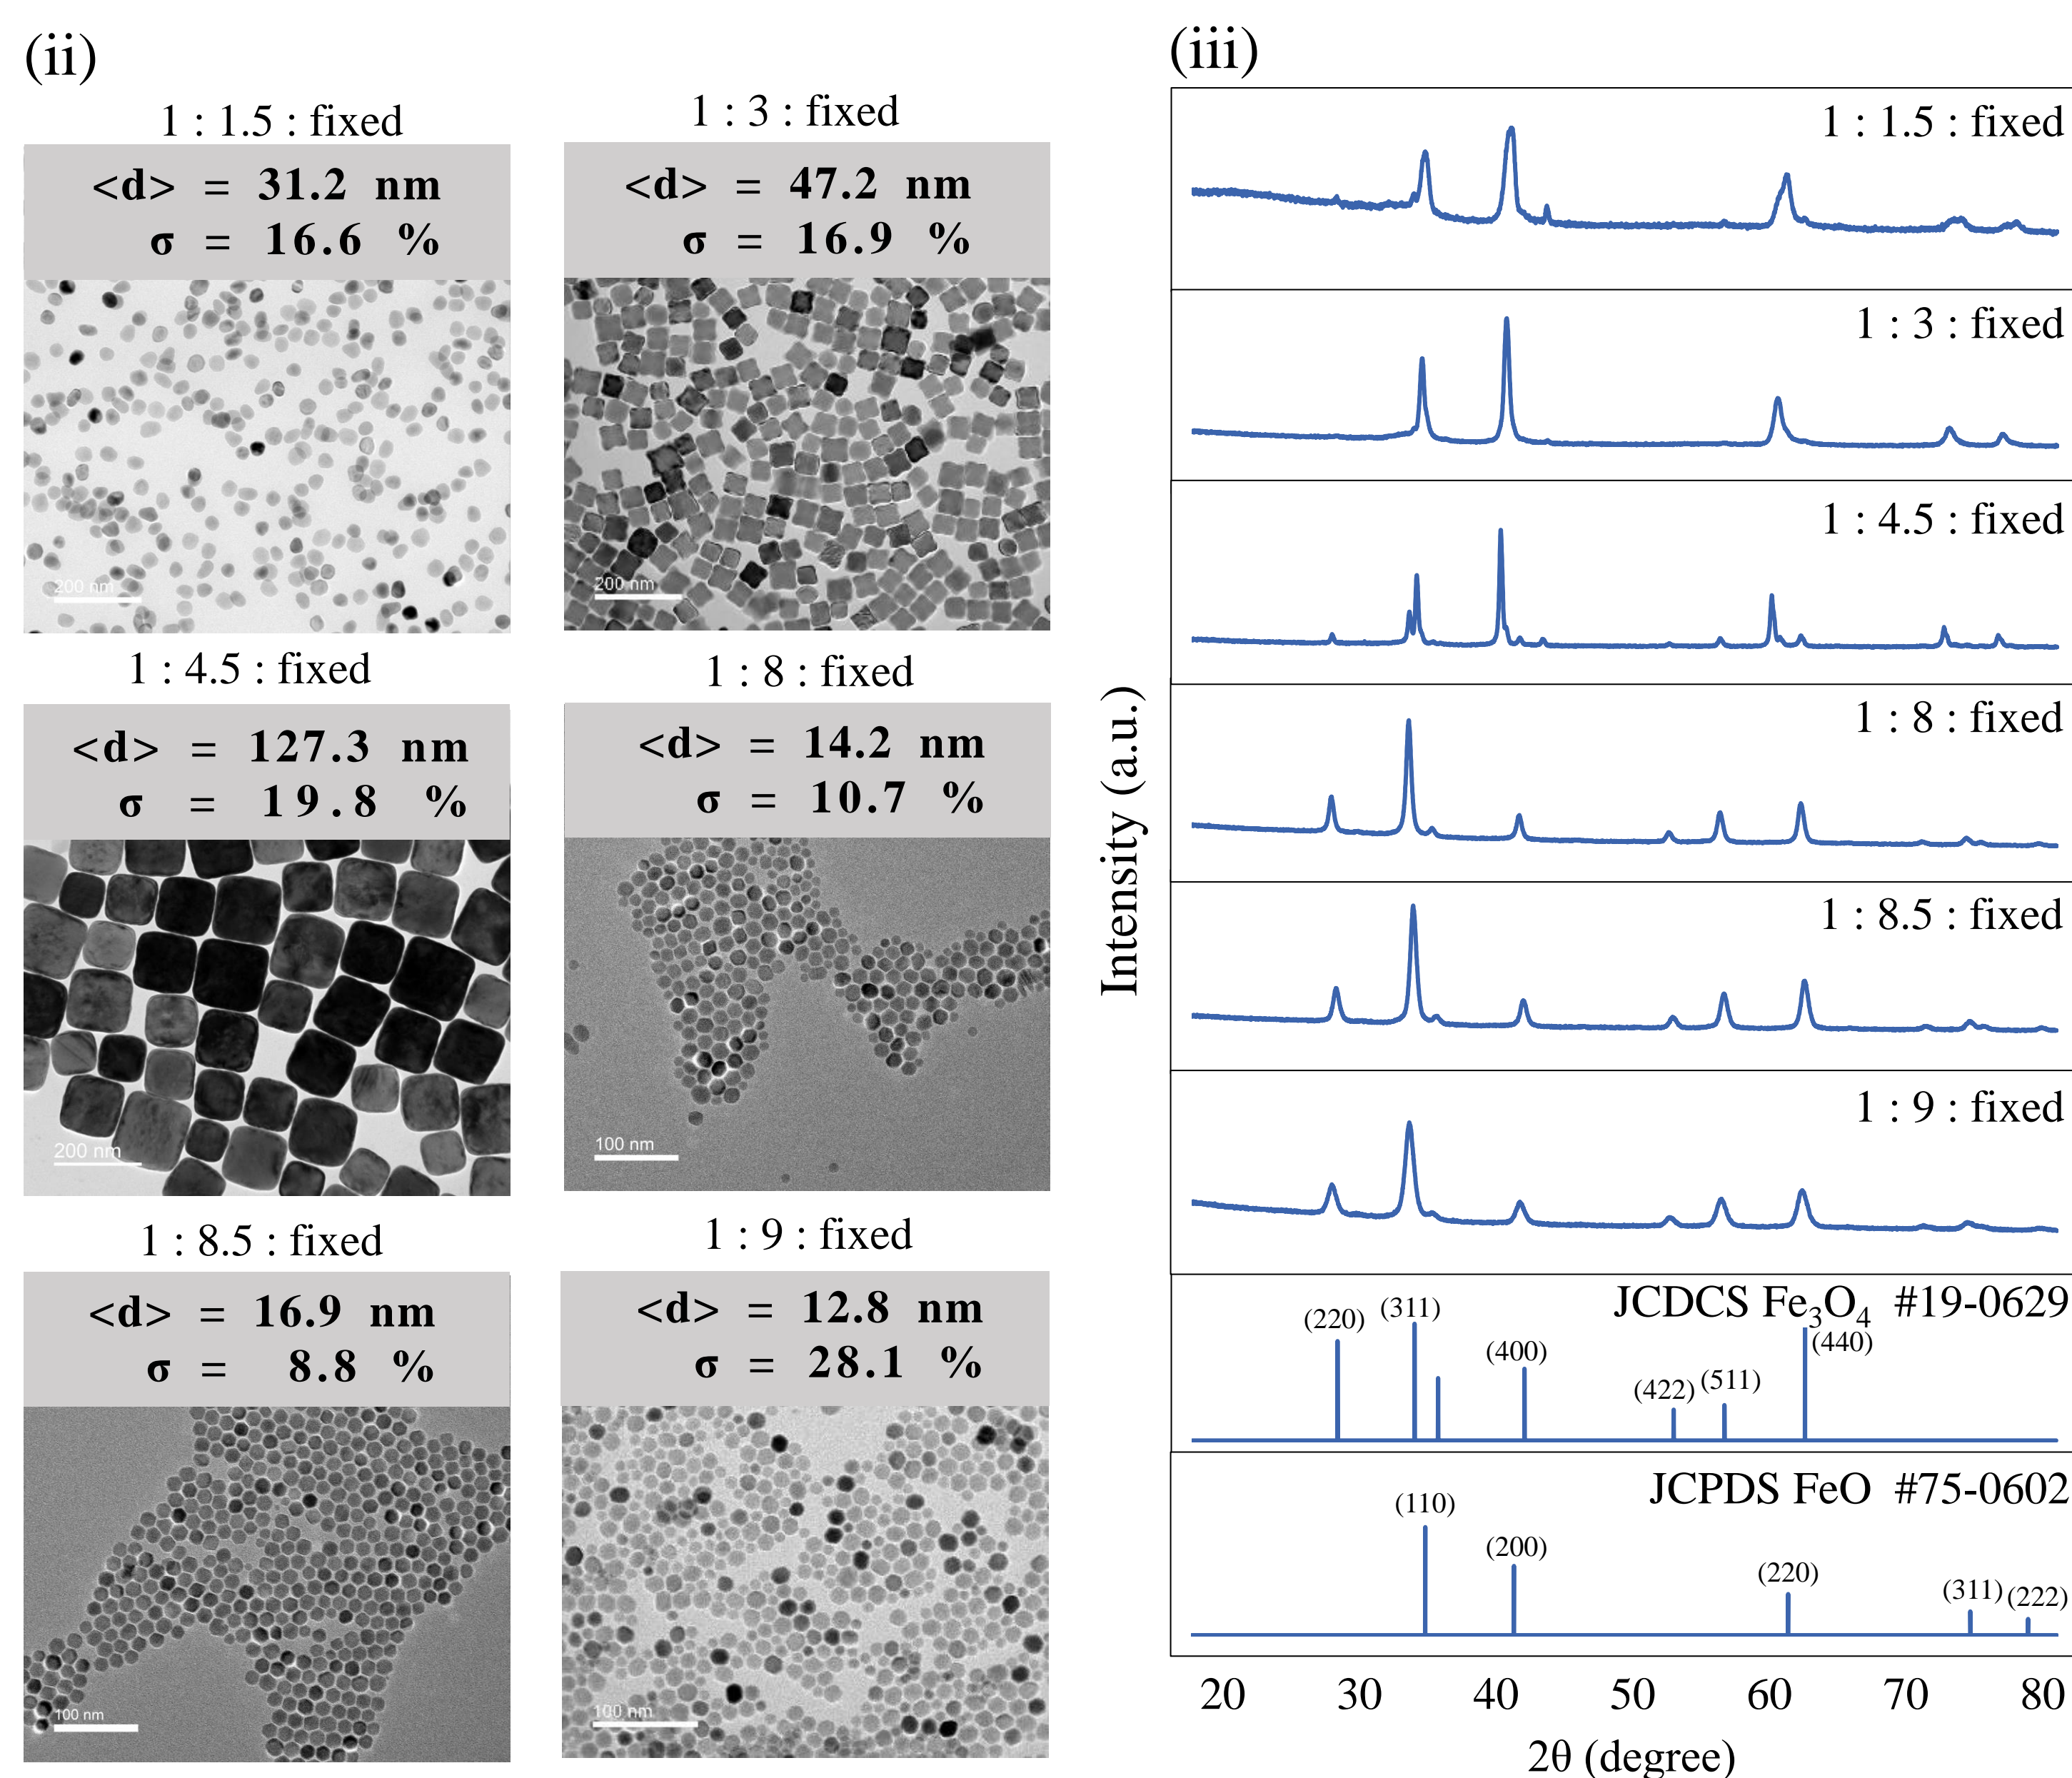 (ii)
1 : 1.5 : fixed
<d> = 31.2 nm
σ = 16.6 %
200 nm
1 : 3 : fixed
<d> = 47.2 nm
σ = 16.9 %
200 nm
1 : 4.5 : fixed
<d> = 127.3 nm
σ = 19.8 %
200 nm
1 : 8 : fixed
<d> = 14.2 nm
σ = 10.7 %
100 nm
1 : 8.5 : fixed
<d> = 16.9 nm
σ = 8.8 %
100 nm
1 : 9 : fixed
<d> = 12.8 nm
σ = 28.1 %
100 nm
(iii)
Intensity (a.u.)
1 : 1.5 : fixed
1 : 3 : fixed
1 : 4.5 : fixed
1 : 8 : fixed
1 : 8.5 : fixed
1 : 9 : fixed
JCDCS Fe₃O₄ #19-0629
(220) (311) (400) (422) (511) (440)
JCPDS FeO #75-0602
(110) (200) (220) (311) (222)
20 30 40 50 60 70 80
2θ (degree)